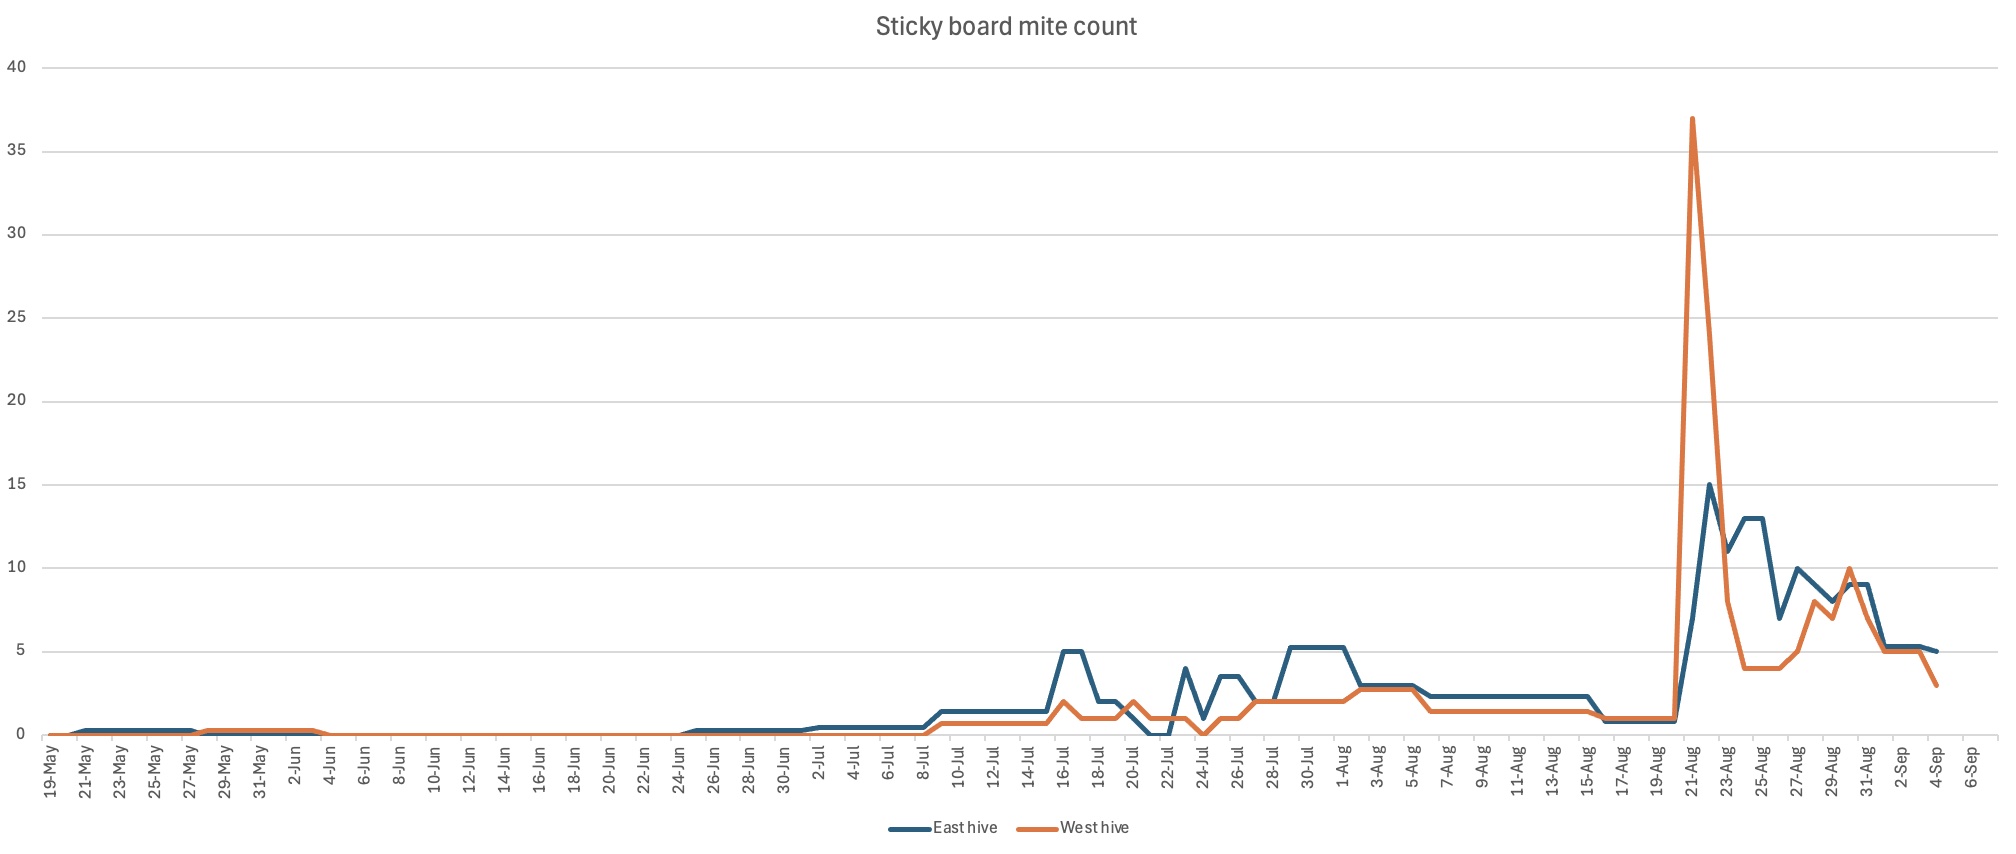 Sticky board mite count
40
35
30
25
20
15
10
5
0
19-May
21-May
23-May
25-May
27-May
29-May
31-May
2-Jun
4-Jun
6-Jun
8-Jun
10-Jun
12-Jun
14-Jun
16-Jun
18-Jun
20-Jun
22-Jun
24-Jun
26-Jun
28-Jun
30-Jun
2-Jul
4-Jul
6-Jul
8-Jul
10-Jul
12-Jul
14-Jul
16-Jul
18-Jul
20-Jul
22-Jul
24-Jul
26-Jul
28-Jul
30-Jul
1-Aug
3-Aug
5-Aug
7-Aug
9-Aug
11-Aug
13-Aug
15-Aug
17-Aug
19-Aug
21-Aug
23-Aug
25-Aug
27-Aug
29-Aug
31-Aug
2-Sep
4-Sep
6-Sep
East hive West hive